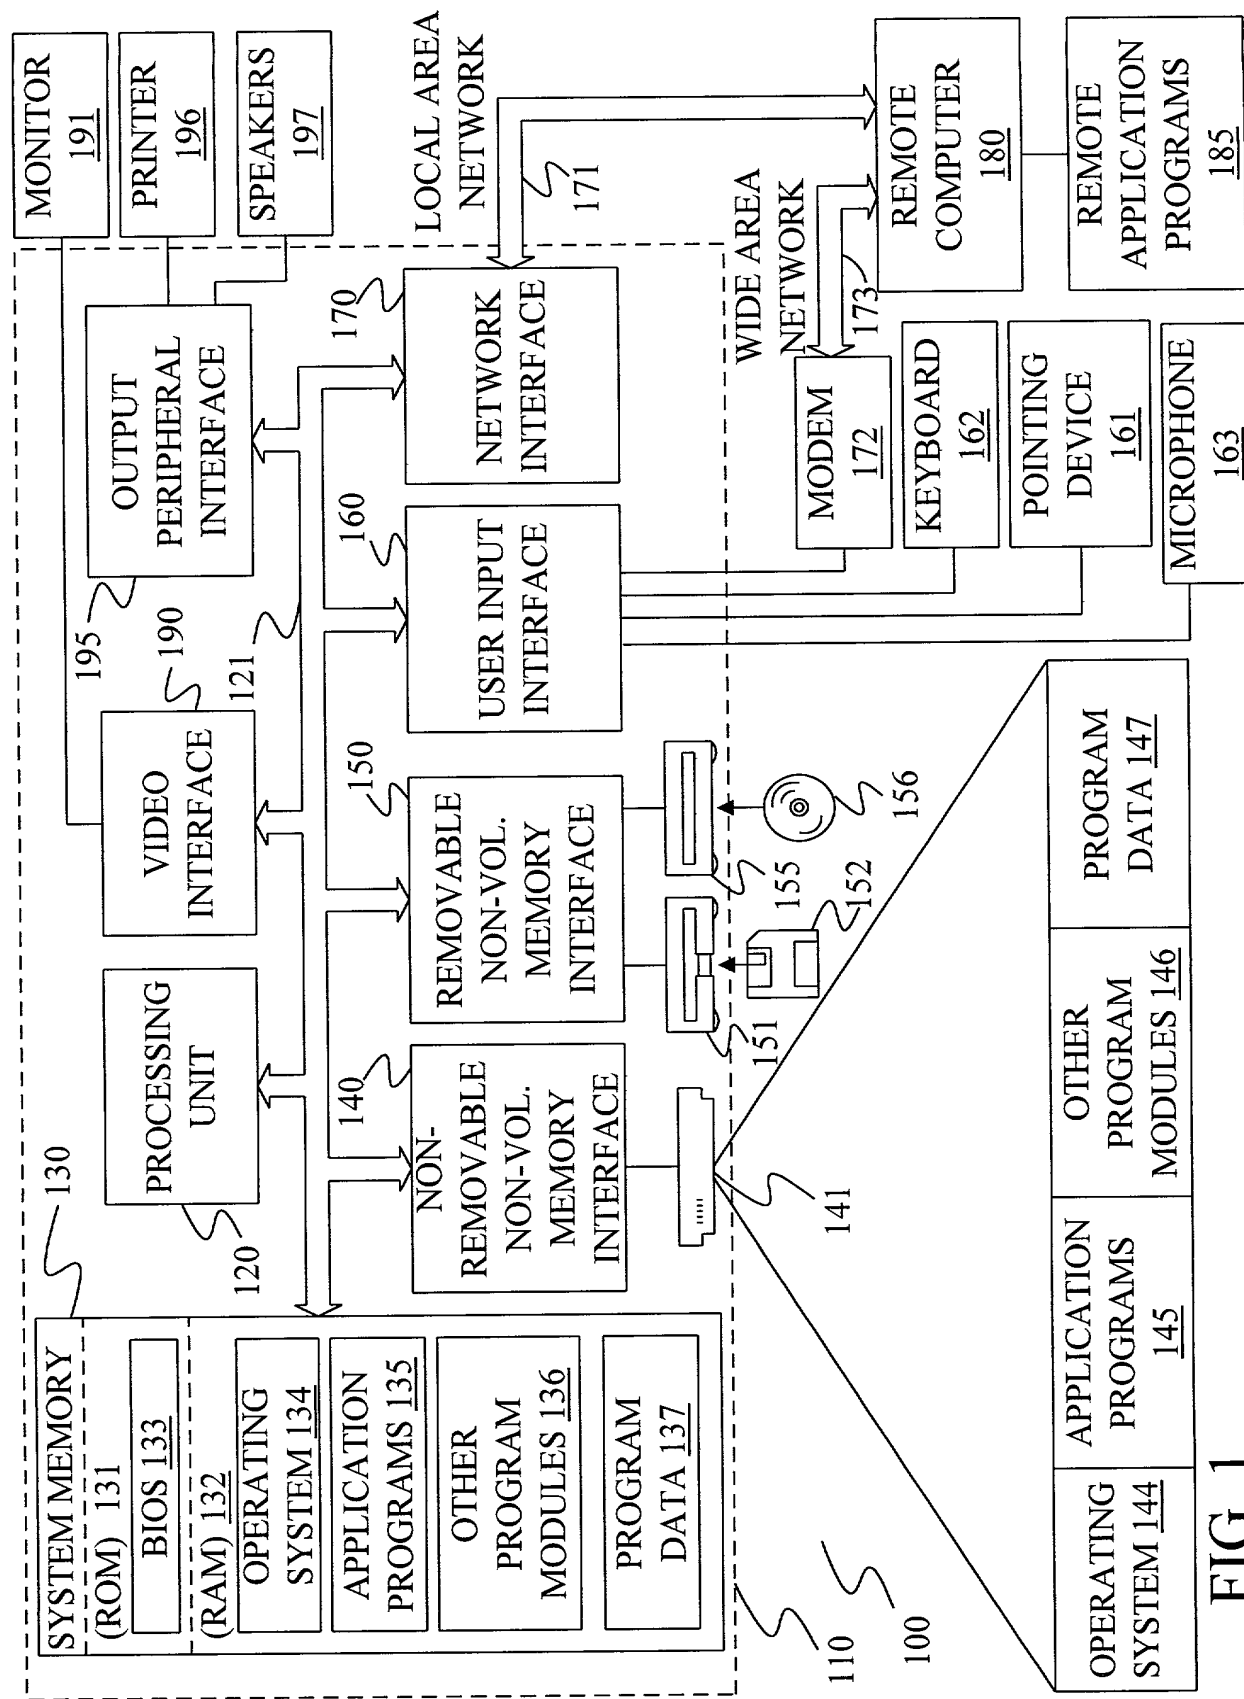 SYSTEM MEMORY
(ROM) 131
BIOS 133
(RAM) 132
OPERATING
SYSTEM 134
APPLICATION
PROGRAMS 135
OTHER
PROGRAM
MODULES 136
PROGRAM
DATA 137
130
PROCESSING
UNIT
120
VIDEO
INTERFACE
190
121
OUTPUT
PERIPHERAL
INTERFACE
195
MONITOR
191
PRINTER
196
SPEAKERS
197
NON-
REMOVABLE
NON-VOL.
MEMORY
INTERFACE
140
REMOVABLE
NON-VOL.
MEMORY
INTERFACE
150
USER INPUT
INTERFACE
160
NETWORK
INTERFACE
170
LOCAL AREA
NETWORK
171
141
151
152
155
156
WIDE AREA
NETWORK
173
MODEM
172
KEYBOARD
162
POINTING
DEVICE
161
MICROPHONE
163
REMOTE
COMPUTER
180
REMOTE
APPLICATION
PROGRAMS
185
110
100
OPERATING
SYSTEM 144
APPLICATION
PROGRAMS
145
OTHER
PROGRAM
MODULES 146
PROGRAM
DATA 147
FIG. 1